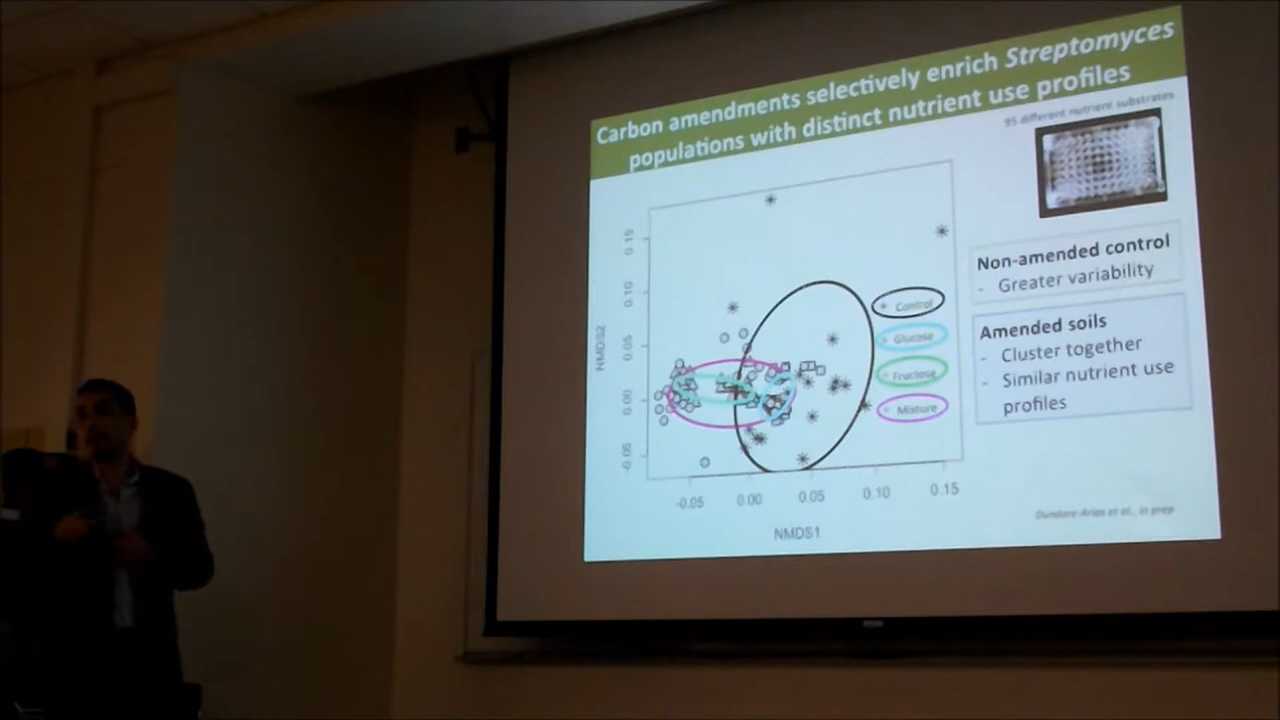 Carbon amendments selectively enrich Streptomyces
populations with distinct nutrient use profiles
95 different nutrient substrates
Non-amended control
- Greater variability
Amended soils
- Cluster together
- Similar nutrient use
profiles
Control
Glucose
Fructose
Mixture
NMDS2
0.15
0.10
0.05
0.00
-0.05
-0.05
0.00
0.05
0.10
0.15
NMDS1
Dundore-Arias et al., in prep